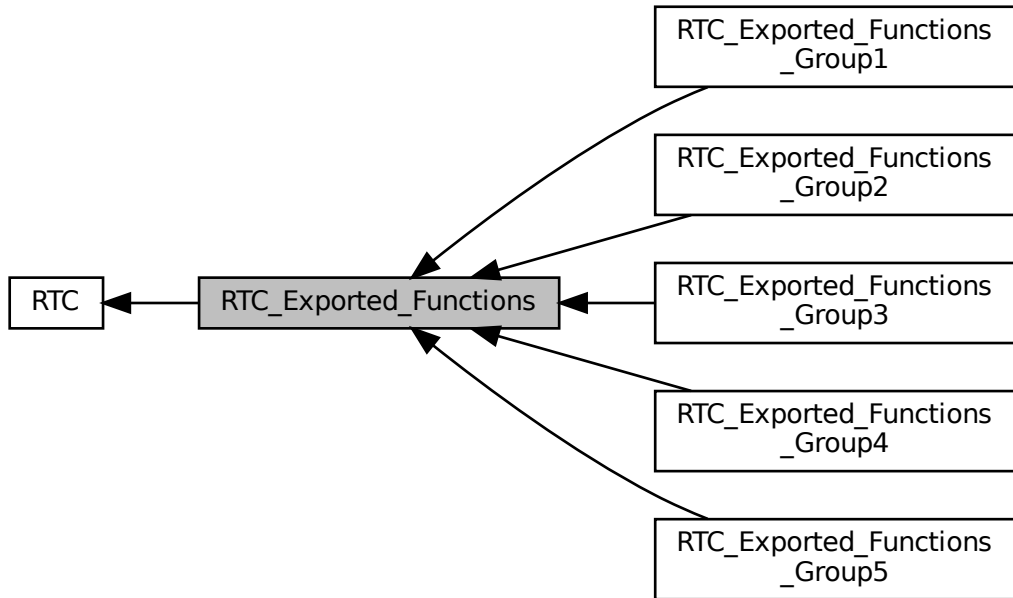 RTC_Exported_Functions
_Group1
RTC_Exported_Functions
_Group2
RTC
RTC_Exported_Functions
RTC_Exported_Functions
_Group3
RTC_Exported_Functions
_Group4
RTC_Exported_Functions
_Group5